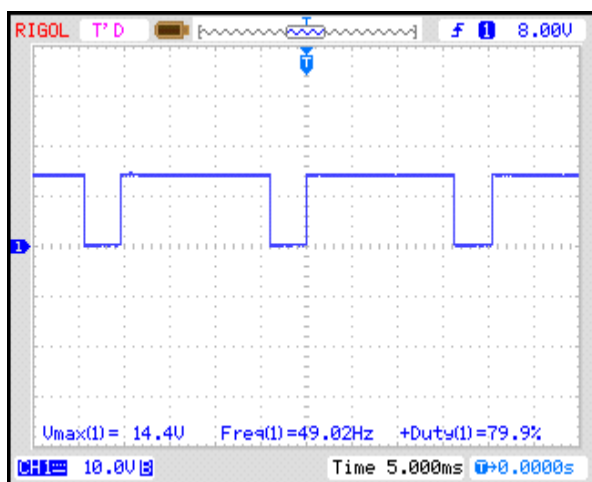 RIGOL T'D T f 1 8.00V
T
1
Vmax(1)= 14.4V Freq(1)=49.02Hz +Duty(1)=79.9%
CH1 10.0V B Time 5.000ms T→0.0000s